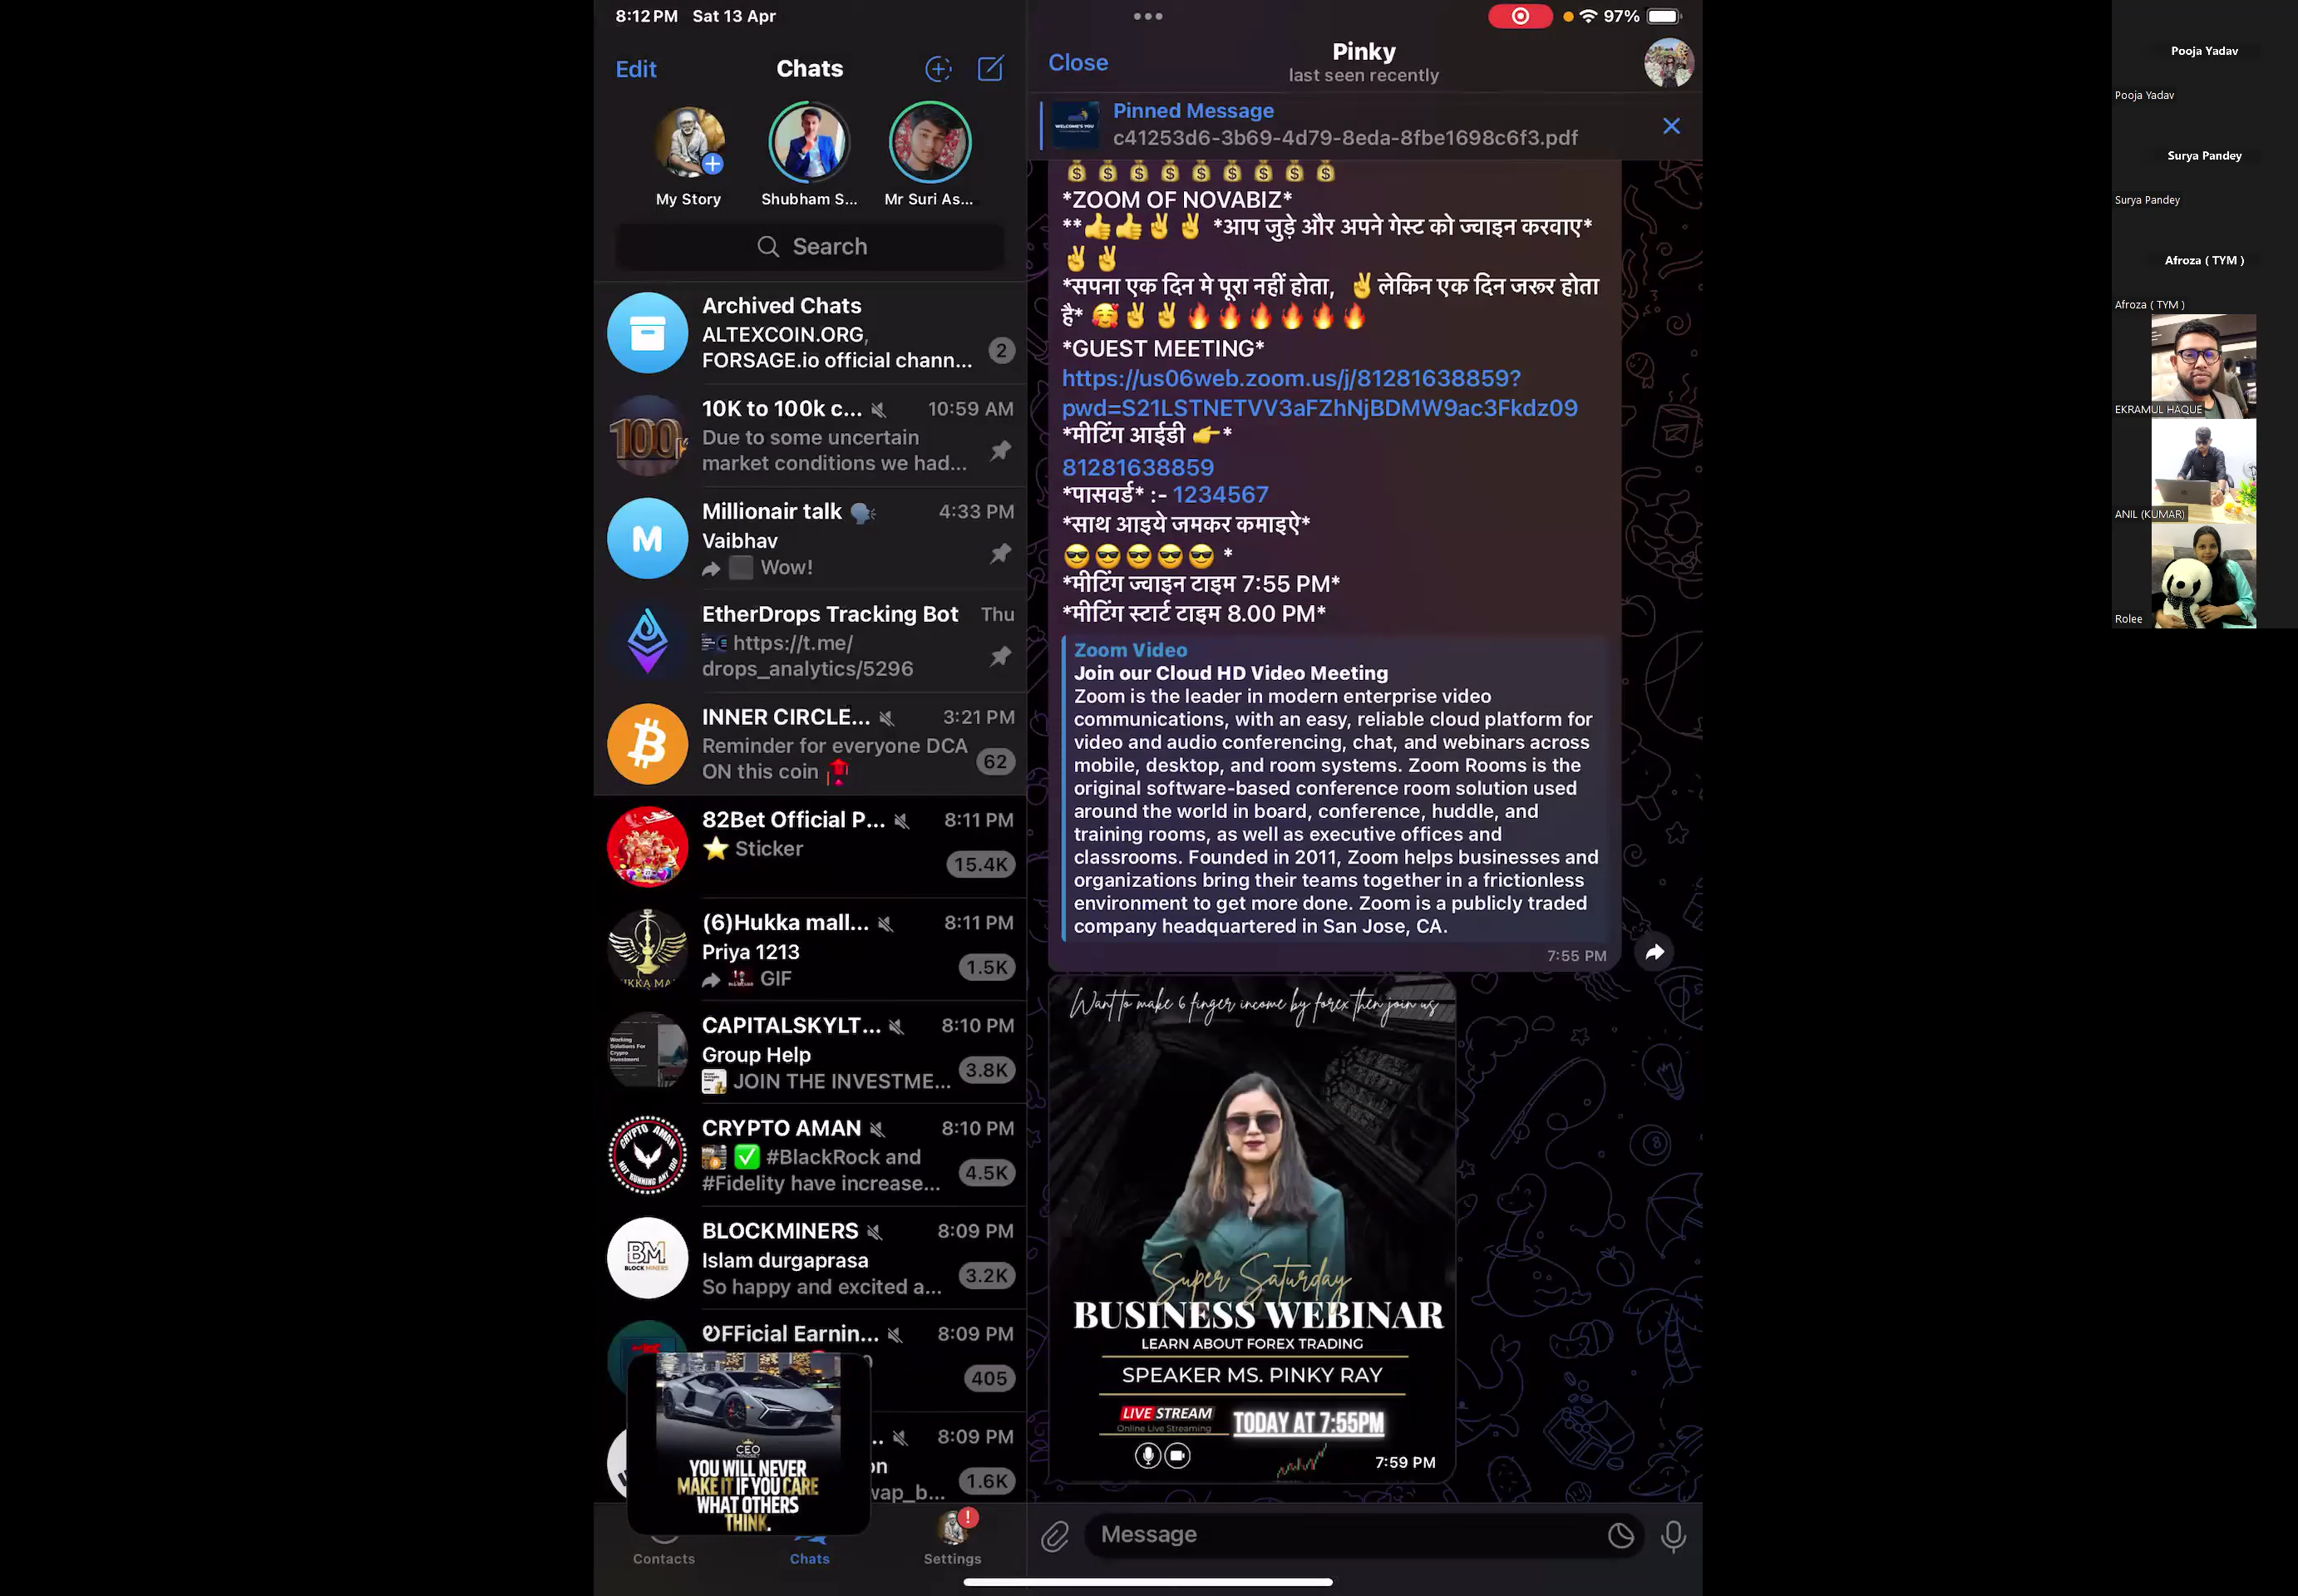 8:12 PM Sat 13 Apr
97%
Edit
Chats
My Story
Shubham S...
Mr Suri As...
Search
Archived Chats
ALTEXCOIN.ORG,
FORSAGE.io official chann...
2
10K to 100k c...
10:59 AM
Due to some uncertain
market conditions we had...
Millionair talk
4:33 PM
Vaibhav
Wow!
EtherDrops Tracking Bot
Thu
https://t.me/
drops_analytics/5296
INNER CIRCLE...
3:21 PM
Reminder for everyone DCA
ON this coin
62
82Bet Official P...
8:11 PM
Sticker
15.4K
(6)Hukka mall...
8:11 PM
Priya 1213
GIF
1.5K
CAPITALSKYLT...
8:10 PM
Group Help
JOIN THE INVESTME...
3.8K
Working
Solutions For
Crypto
Investment
CRYPTO AMAN
8:10 PM
✅ #BlackRock and
#Fidelity have increase...
4.5K
CRYPTO AMAN
BLOCKMINERS
8:09 PM
Islam durgaprasa
So happy and excited a...
3.2K
BM
BLOCK MINERS
OFFicial Earnin...
8:09 PM
405
8:09 PM
1.6K
CEO
YOU WILL NEVER
MAKE IT IF YOU CARE
WHAT OTHERS
THINK.
Contacts
Chats
Settings
Close
Pinky
last seen recently
Pinned Message
c41253d6-3b69-4d79-8eda-8fbe1698c6f3.pdf
WELCOME'S YOU
💰 💰 💰 💰 💰 💰 💰 💰 💰
*ZOOM OF NOVABIZ*
**👍👍✌✌ *आप जुड़े और अपने गेस्ट को ज्वाइन करवाए*
✌✌
*सपना एक दिन मे पूरा नहीं होता, ✌लेकिन एक दिन जरूर होता
है* 🥰✌✌🔥🔥🔥🔥🔥🔥
*GUEST MEETING*
https://us06web.zoom.us/j/81281638859?
pwd=S21LSTNETVV3aFZhNjBDMW9ac3Fkdz09
*मीटिंग आईडी 👉*
81281638859
*पासवर्ड* :- 1234567
*साथ आइये जमकर कमाइऐ*
😎😎😎😎😎 *
*मीटिंग ज्वाइन टाइम 7:55 PM*
*मीटिंग स्टार्ट टाइम 8.00 PM*
Zoom Video
Join our Cloud HD Video Meeting
Zoom is the leader in modern enterprise video
communications, with an easy, reliable cloud platform for
video and audio conferencing, chat, and webinars across
mobile, desktop, and room systems. Zoom Rooms is the
original software-based conference room solution used
around the world in board, conference, huddle, and
training rooms, as well as executive offices and
classrooms. Founded in 2011, Zoom helps businesses and
organizations bring their teams together in a frictionless
environment to get more done. Zoom is a publicly traded
company headquartered in San Jose, CA.
7:55 PM
Want to make 6 finger income by forex then join us
Super Saturday
BUSINESS WEBINAR
LEARN ABOUT FOREX TRADING
SPEAKER MS. PINKY RAY
LIVE STREAM
Online Live Streaming
TODAY AT 7:55PM
7:59 PM
Message
Pooja Yadav
Pooja Yadav
Surya Pandey
Surya Pandey
Afroza ( TYM )
Afroza ( TYM )
EKRAMUL HAQUE
ANIL (KUMAR)
Rolee